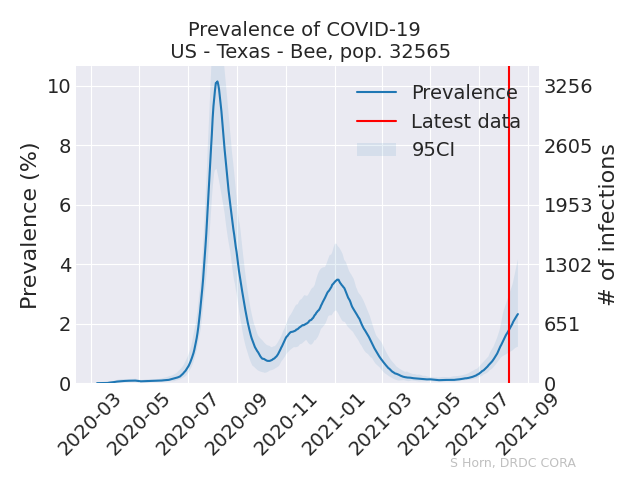 Prevalence of COVID-19
US - Texas - Bee, pop. 32565
Prevalence
Latest data
95CI
Prevalence (%)
10
8
6
4
2
0
3256
2605
1953
1302
651
0
# of infections
2020-03
2020-05
2020-07
2020-09
2020-11
2021-01
2021-03
2021-05
2021-07
2021-09
S Horn, DRDC CORA